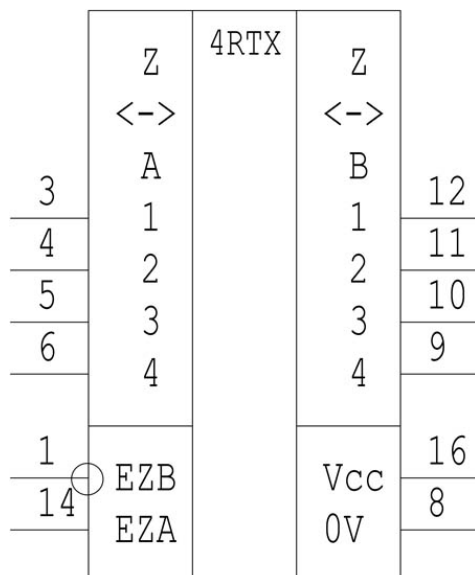 4RTX
Z Z
<-> <->
A B
3 1 1 12
4 2 2 11
5 3 3 10
6 4 4 9
1 EZB Vcc 16
14 EZA 0V 8